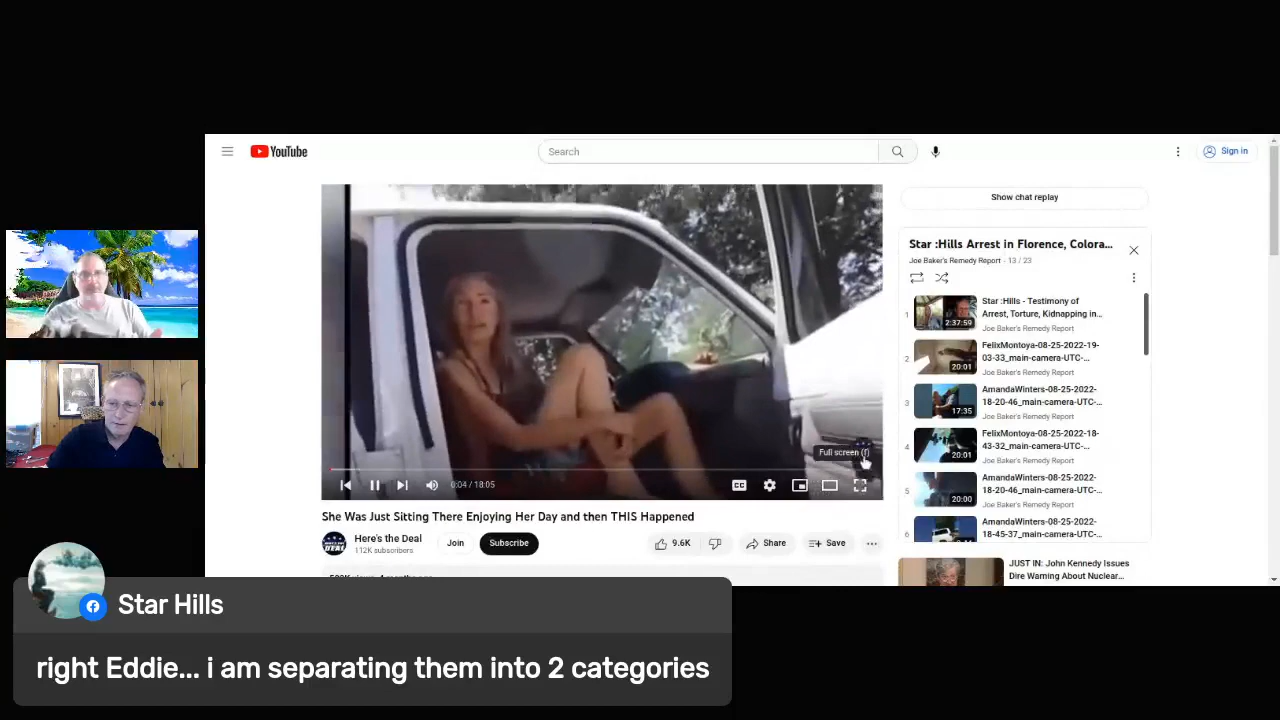 YouTube
Search
Sign in
Show chat replay
Star :Hills Arrest in Florence, Colora...
Joe Baker's Remedy Report - 13 / 23
1
2:37:59
Star :Hills - Testimony of
Arrest, Torture, Kidnapping in...
Joe Baker's Remedy Report
2
20:01
FelixMontoya-08-25-2022-19-
03-33_main-camera-UTC-...
Joe Baker's Remedy Report
3
17:35
AmandaWinters-08-25-2022-
18-20-46_main-camera-UTC-...
Joe Baker's Remedy Report
4
20:01
FelixMontoya-08-25-2022-18-
43-32_main-camera-UTC-...
Joe Baker's Remedy Report
5
20:00
AmandaWinters-08-25-2022-
18-20-46_main-camera-UTC-...
Joe Baker's Remedy Report
6
AmandaWinters-08-25-2022-
18-45-37_main-camera-UTC-...
Full screen (f)
0:04 / 18:05
CC
She Was Just Sitting There Enjoying Her Day and then THIS Happened
Here's the Deal
112K subscribers
Join
Subscribe
9.6K
Share
Save
JUST IN: John Kennedy Issues
Dire Warning About Nuclear...
Star Hills
right Eddie... i am separating them into 2 categories